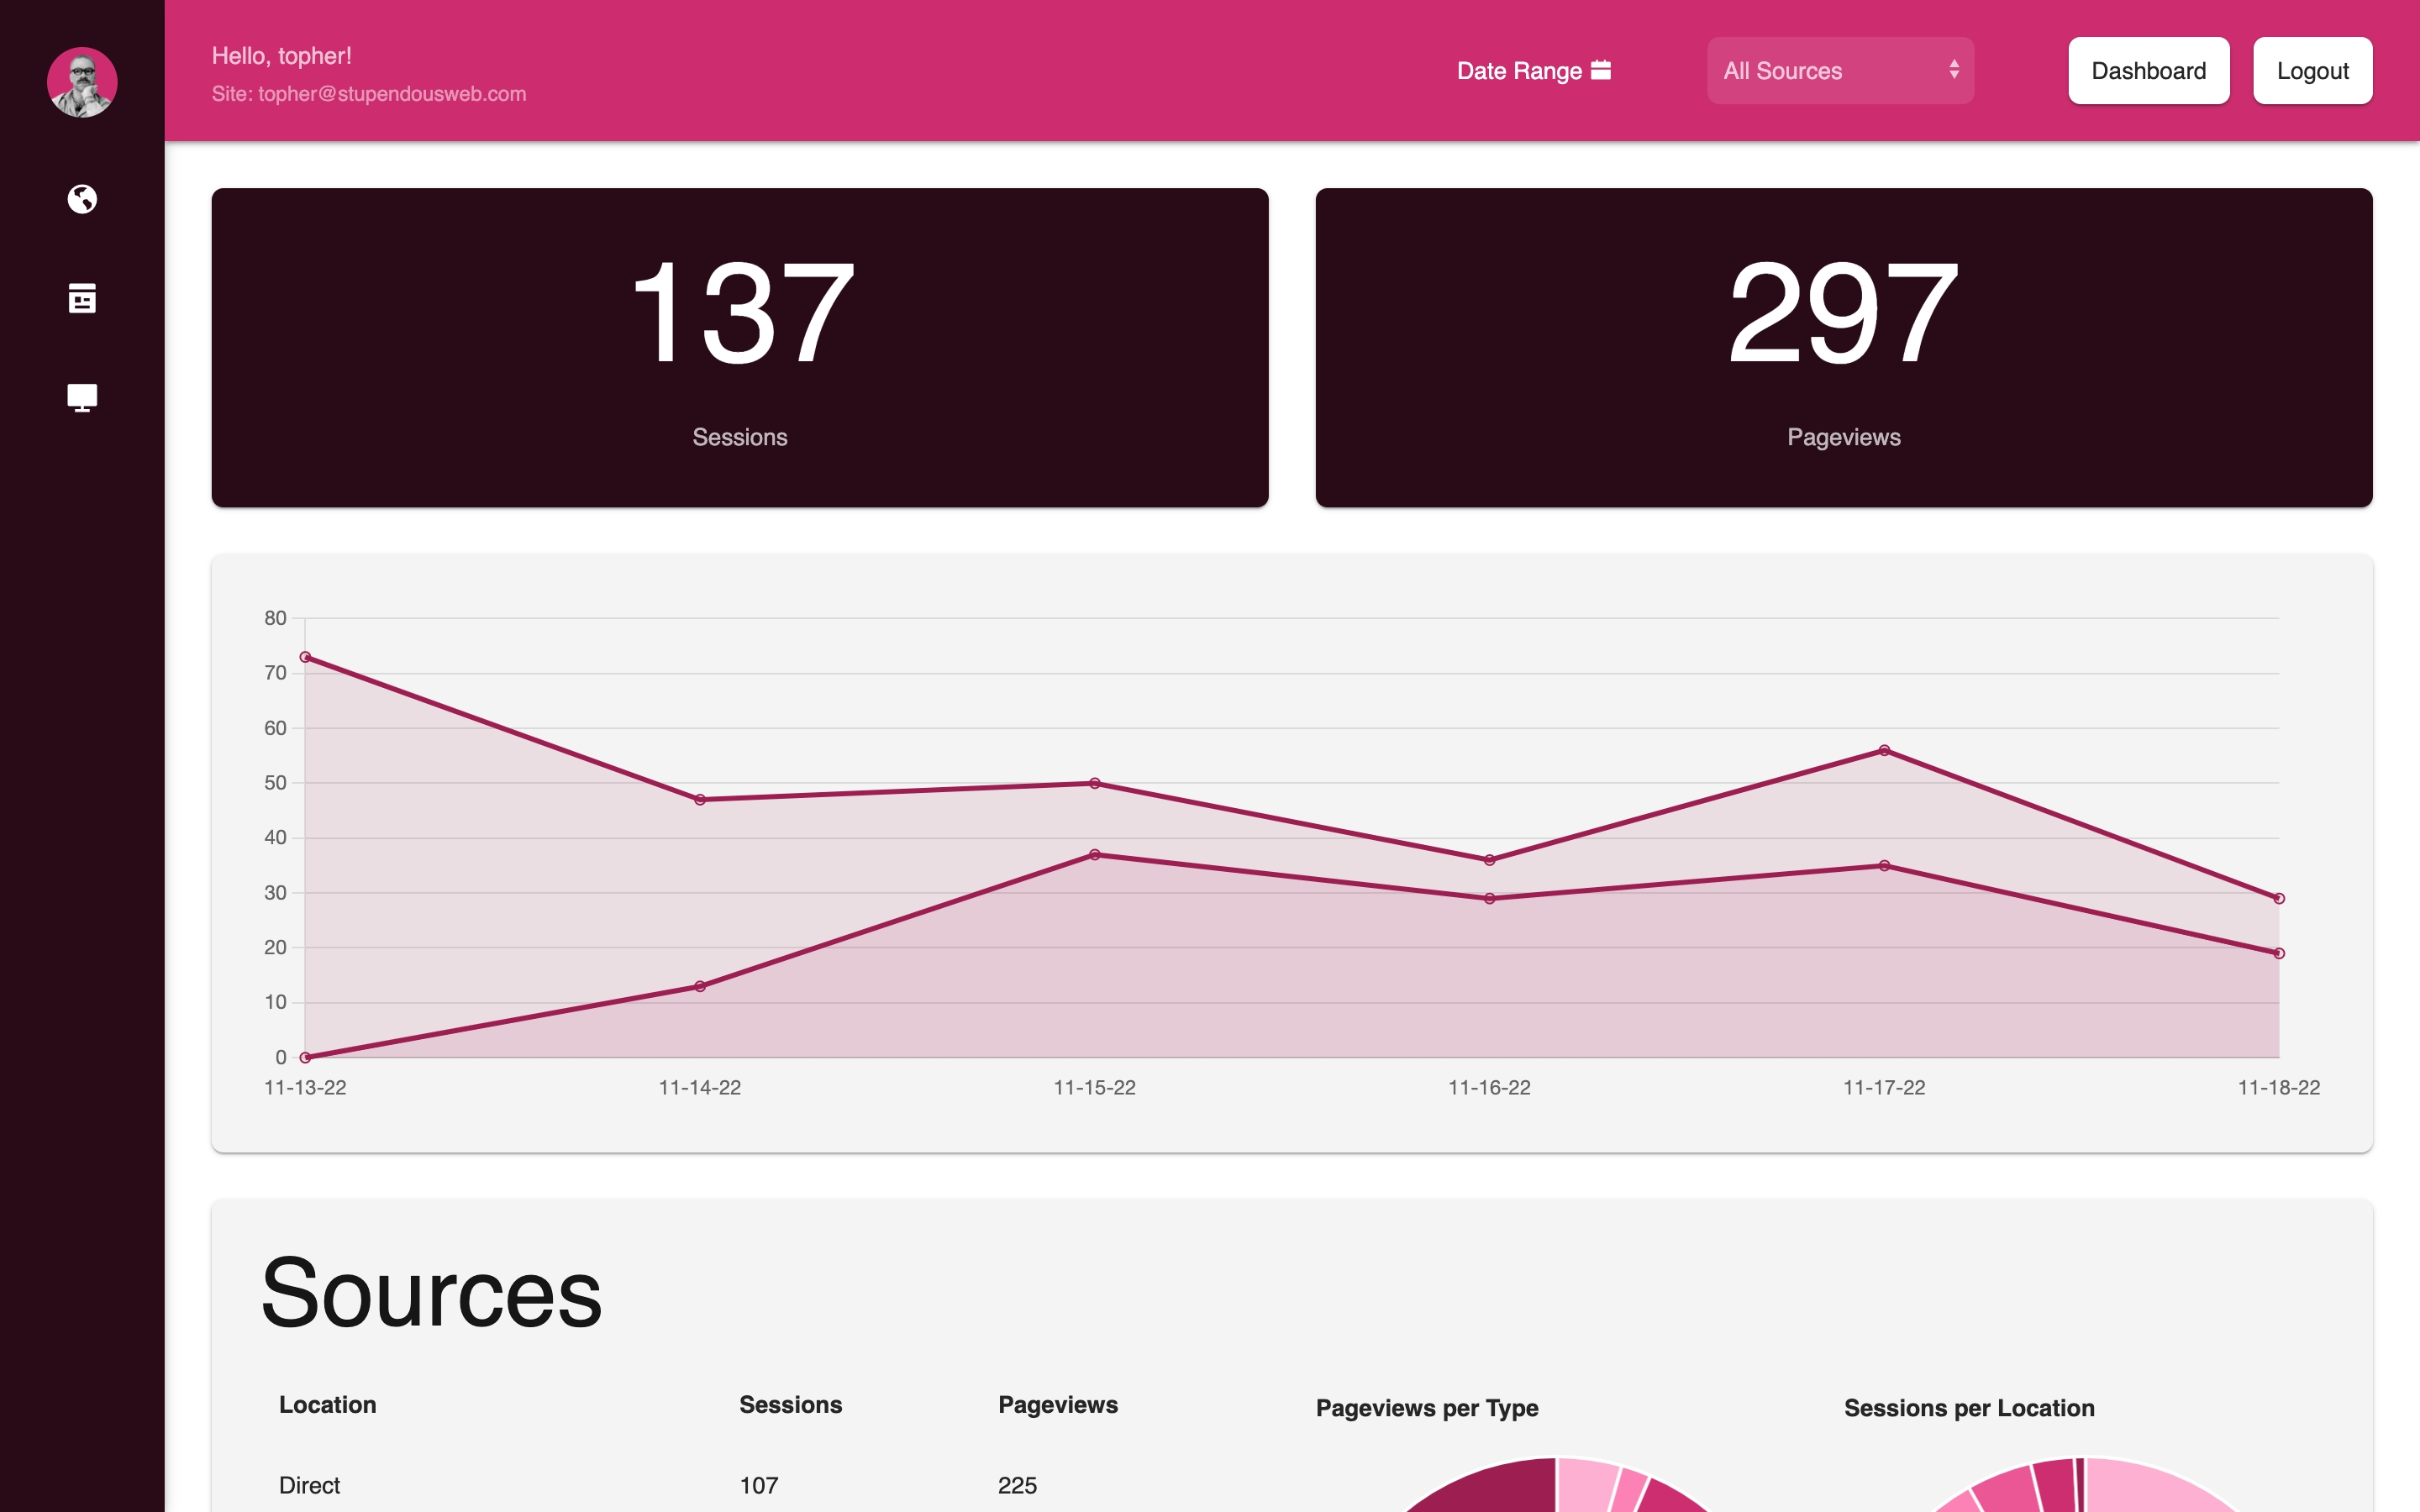 Hello, topher!
Site: topher@stupendousweb.com
Date Range
All Sources
Dashboard
Logout
137
Sessions
297
Pageviews
80
70
60
50
40
30
20
10
0
11-13-22 11-14-22 11-15-22 11-16-22 11-17-22 11-18-22
Sources
Location Sessions Pageviews
Direct 107 225
Pageviews per Type
Sessions per Location